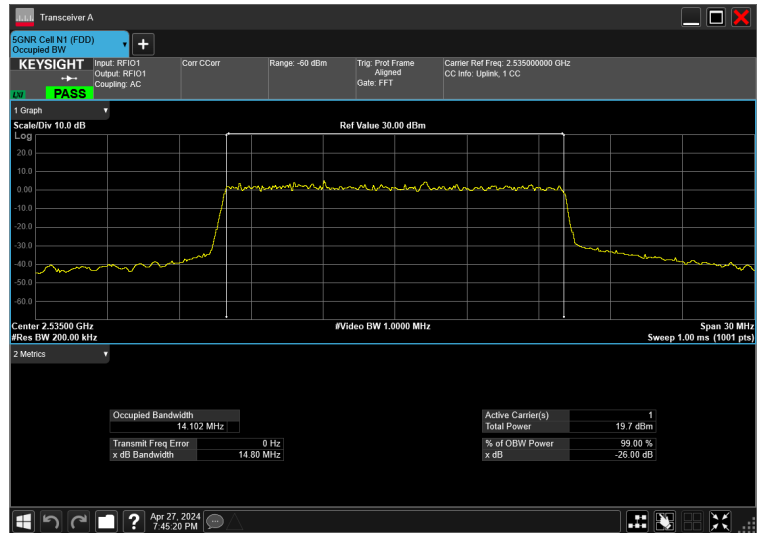 Transceiver A
5GNR Cell N1 (FDD)
Occupied BW
KEYSIGHT
LXI
PASS
Input: RFIO1
Output: RFIO1
Coupling: AC
Corr CCorr
Range: -60 dBm
Trig: Prot Frame
Aligned
Gate: FFT
Carrier Ref Freq: 2.535000000 GHz
CC Info: Uplink, 1 CC
1 Graph
Scale/Div 10.0 dB
Ref Value 30.00 dBm
Log
20.0
10.0
0.00
-10.0
-20.0
-30.0
-40.0
-50.0
-60.0
Center 2.53500 GHz
#Video BW 1.0000 MHz
Span 30 MHz
#Res BW 200.00 kHz
Sweep 1.00 ms (1001 pts)
2 Metrics
Occupied Bandwidth
14.102 MHz
Active Carrier(s) 1
Total Power 19.7 dBm
Transmit Freq Error 0 Hz
x dB Bandwidth 14.80 MHz
% of OBW Power 99.00 %
x dB -26.00 dB
Apr 27, 2024
7:45:20 PM